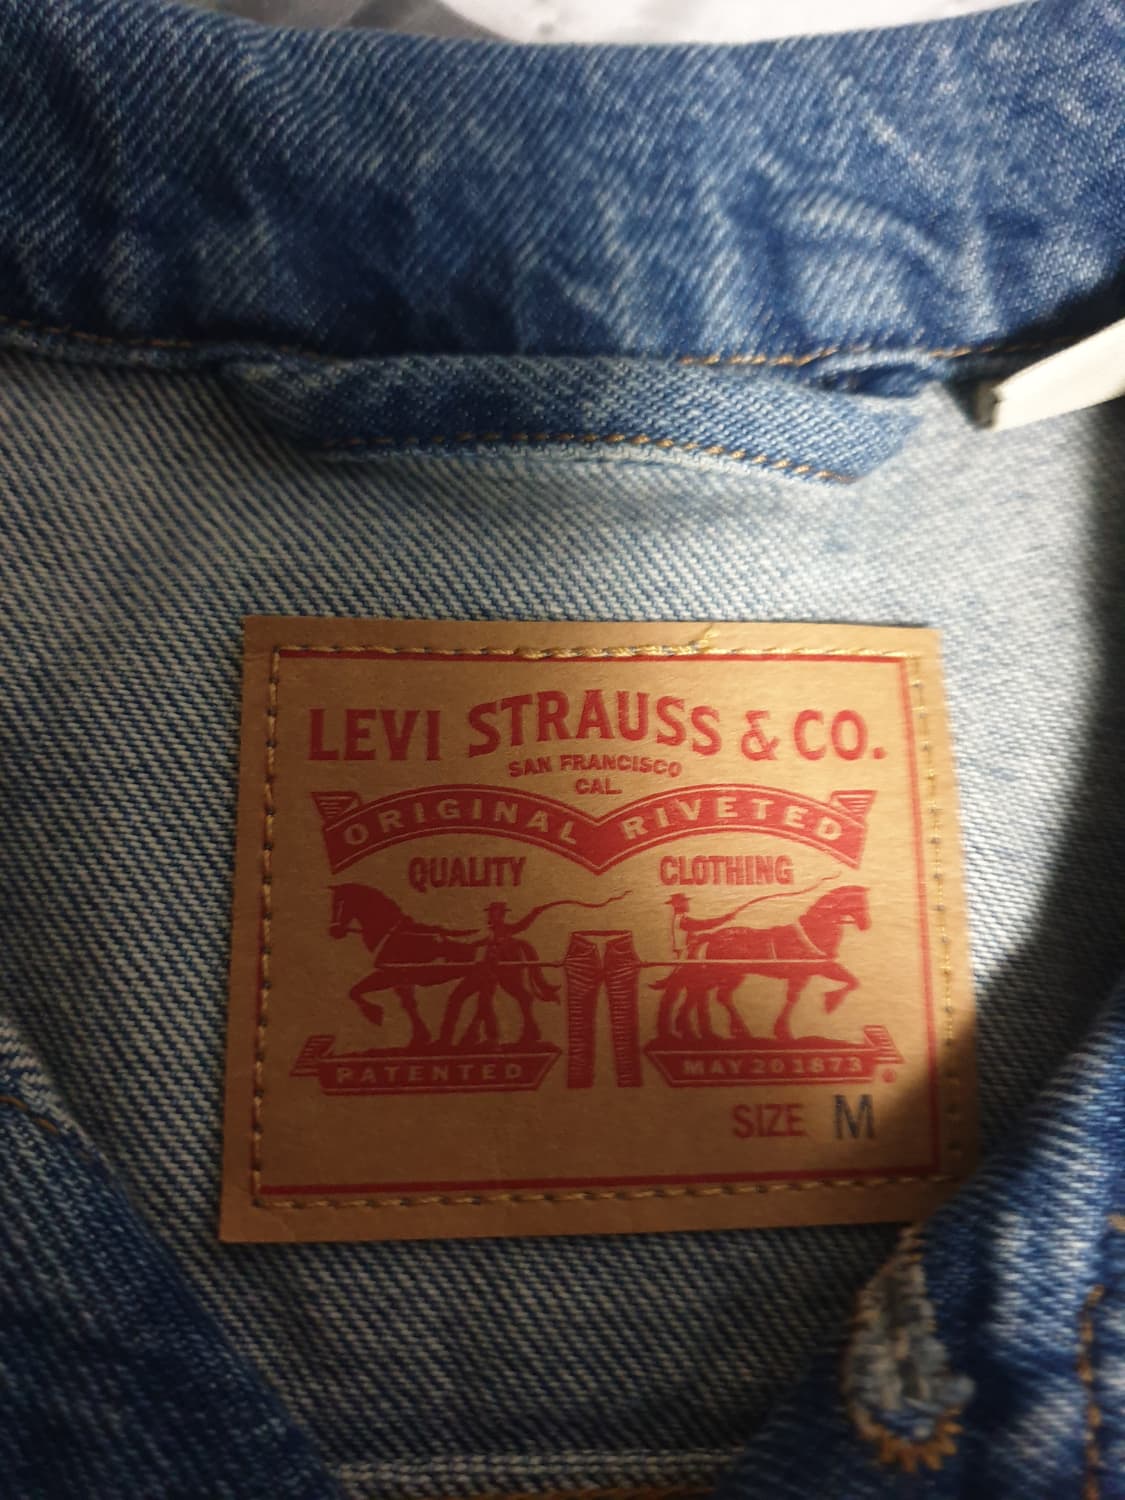 LEVI STRAUSS & CO.
SAN FRANCISCO
CAL.
ORIGINAL RIVETED
QUALITY CLOTHING
PATENTED MAY 20 1873 ®
SIZE M